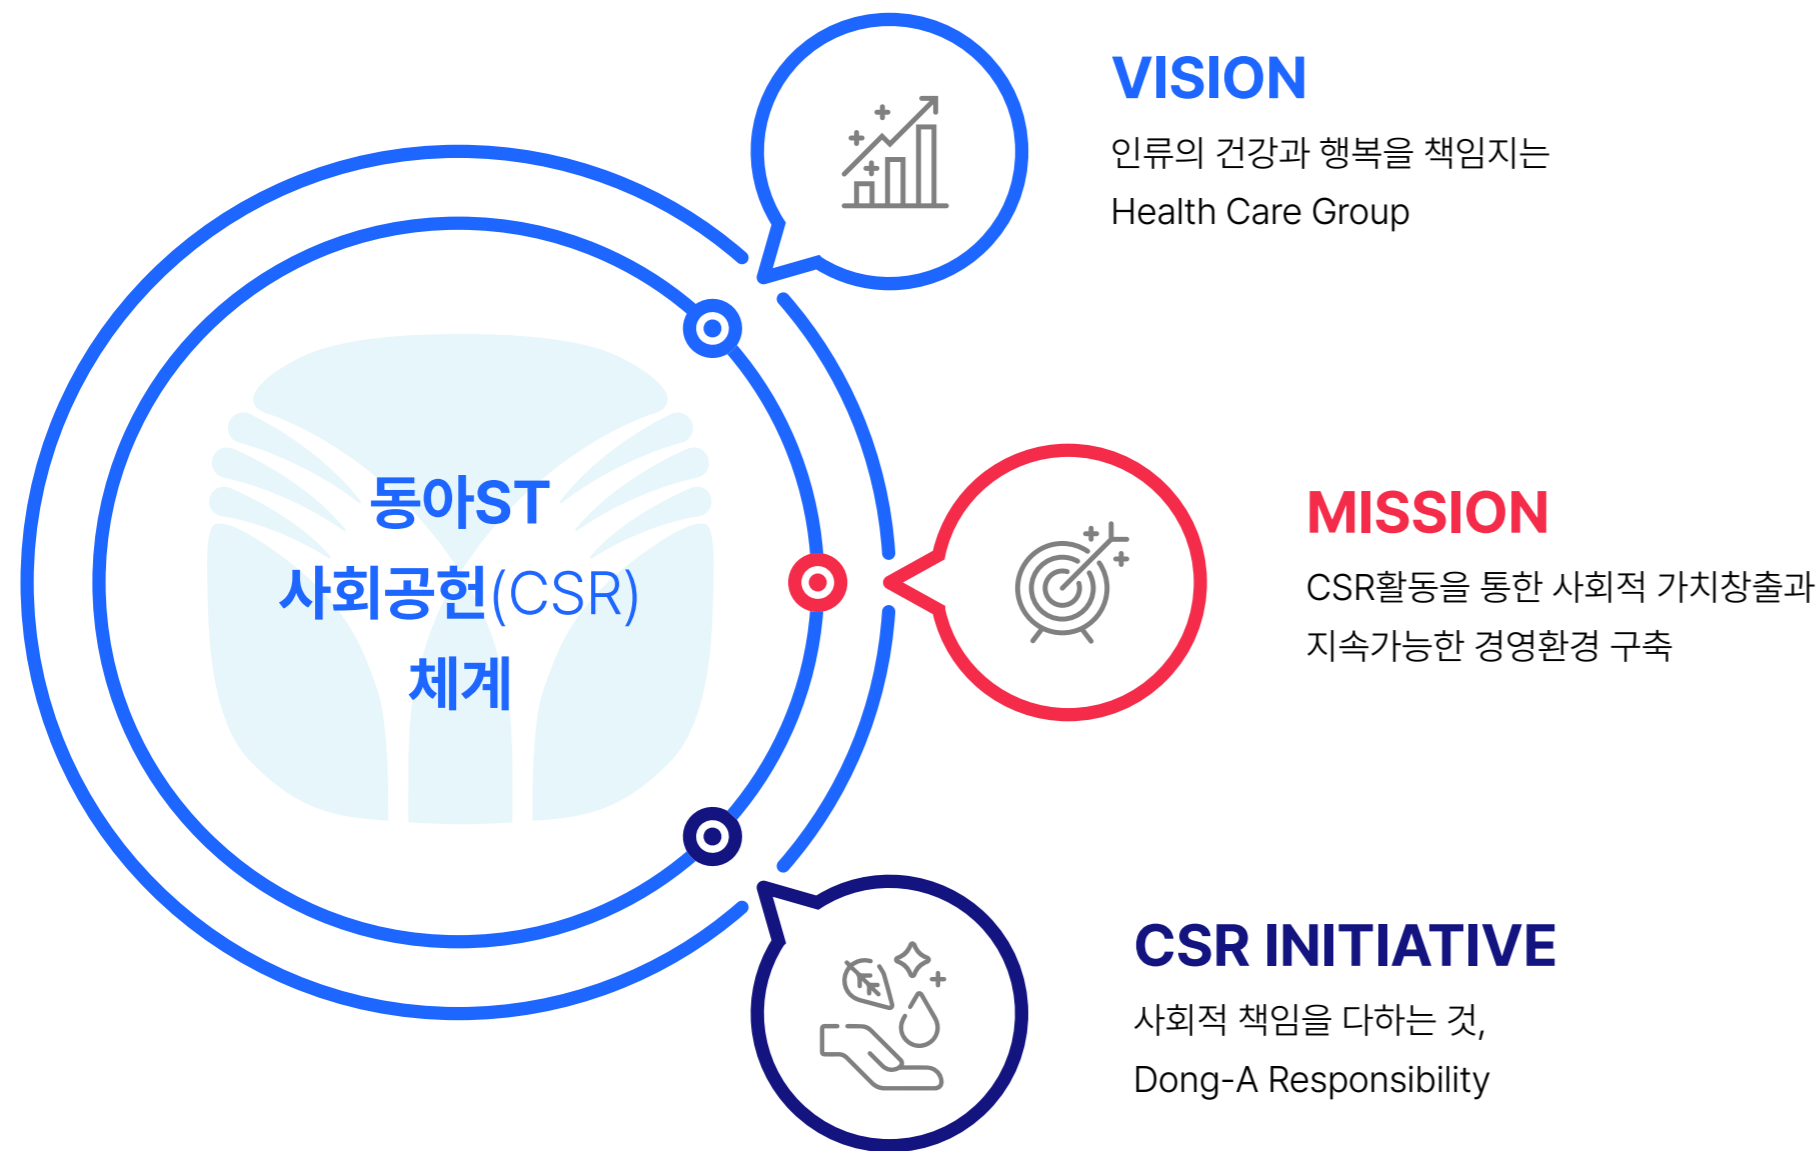 동아ST
사회공헌(CSR)
체계
VISION
인류의 건강과 행복을 책임지는
Health Care Group
MISSION
CSR활동을 통한 사회적 가치창출과
지속가능한 경영환경 구축
CSR INITIATIVE
사회적 책임을 다하는 것,
Dong-A Responsibility